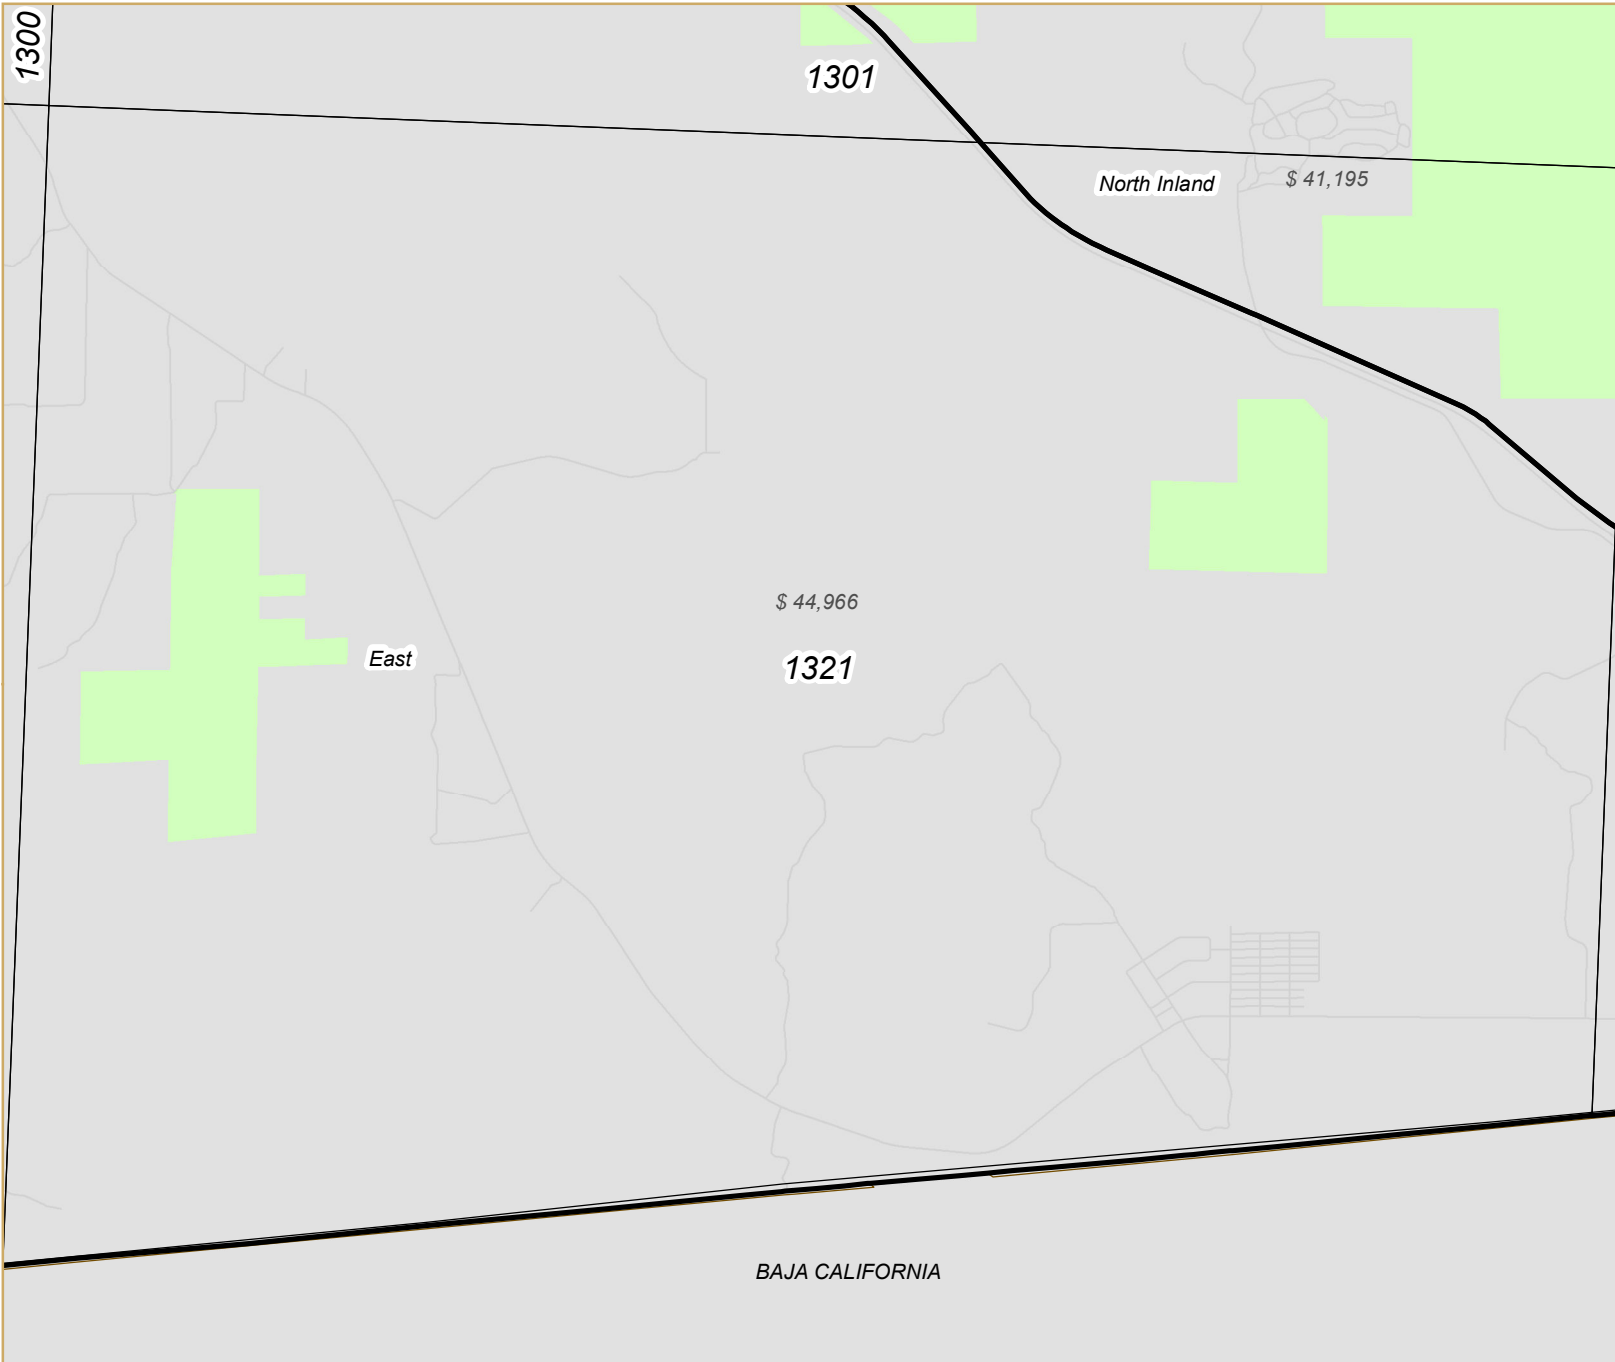 1300
1301
North Inland
$ 41,195
$ 44,966
East
1321
BAJA CALIFORNIA